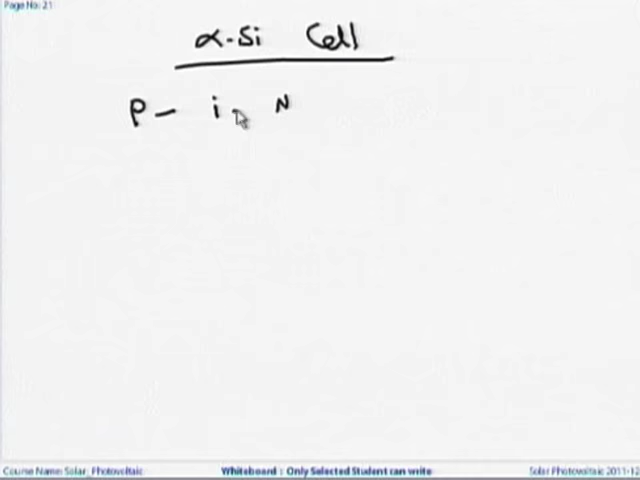 Page No: 21
α-Si Cell
P - i - N
Course Name: Solar_Photovoltaic Whiteboard : Only Selected Student can write Solar Photovoltaic 2011-12